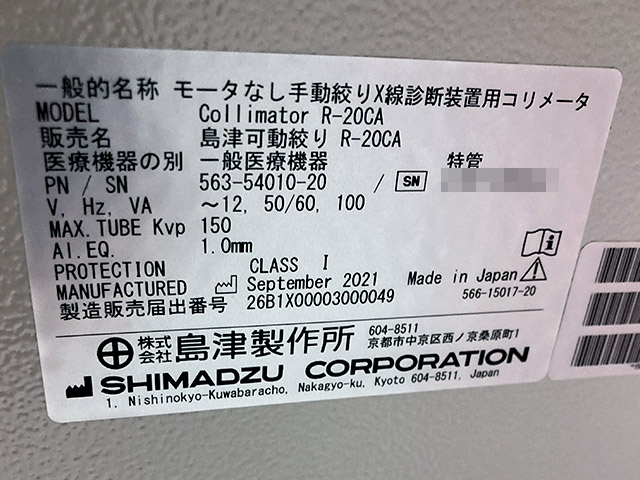 一般的名称 モータなし手動絞りX線診断装置用コリメータ
MODEL Collimator R-20CA
販売名 島津可動絞り R-20CA
医療機器の別 一般医療機器 特管
PN / SN 563-54010-20 / SN
V, Hz, VA ～12, 50/60, 100
MAX. TUBE Kvp 150
Al. EQ. 1.0mm
PROTECTION CLASS I
MANUFACTURED September 2021 Made in Japan
製造販売届出番号 26B1X00003000049 566-15017-20
株式会社 島津製作所 604-8511
京都市中京区西ノ京桑原町1
SHIMADZU CORPORATION
1, Nishinokyo-Kuwabaracho, Nakagyo-ku, Kyoto 604-8511, Japan